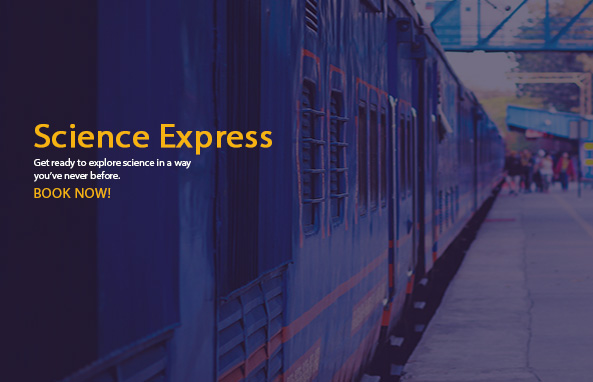 Science Express
Get ready to explore science in a way
you've never before.
BOOK NOW!